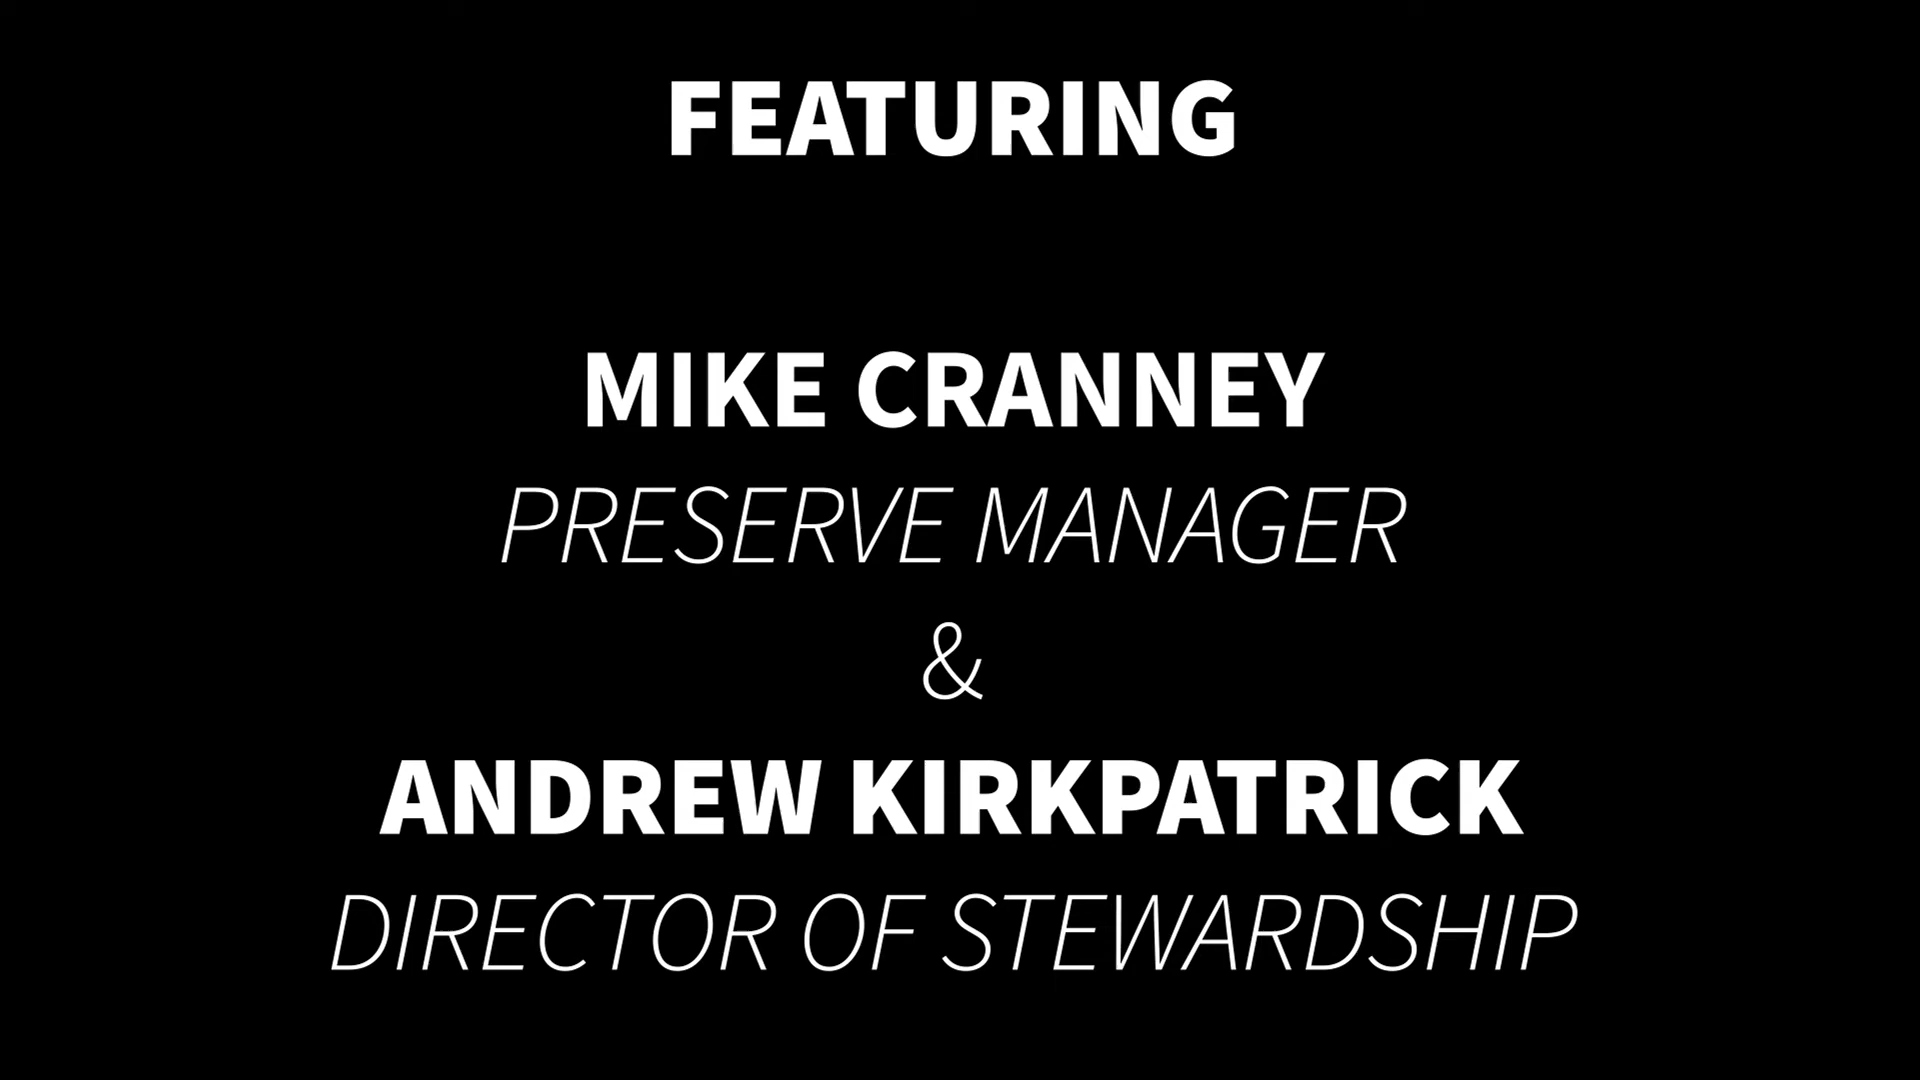 FEATURING
MIKE CRANNEY
PRESERVE MANAGER
&
ANDREW KIRKPATRICK
DIRECTOR OF STEWARDSHIP